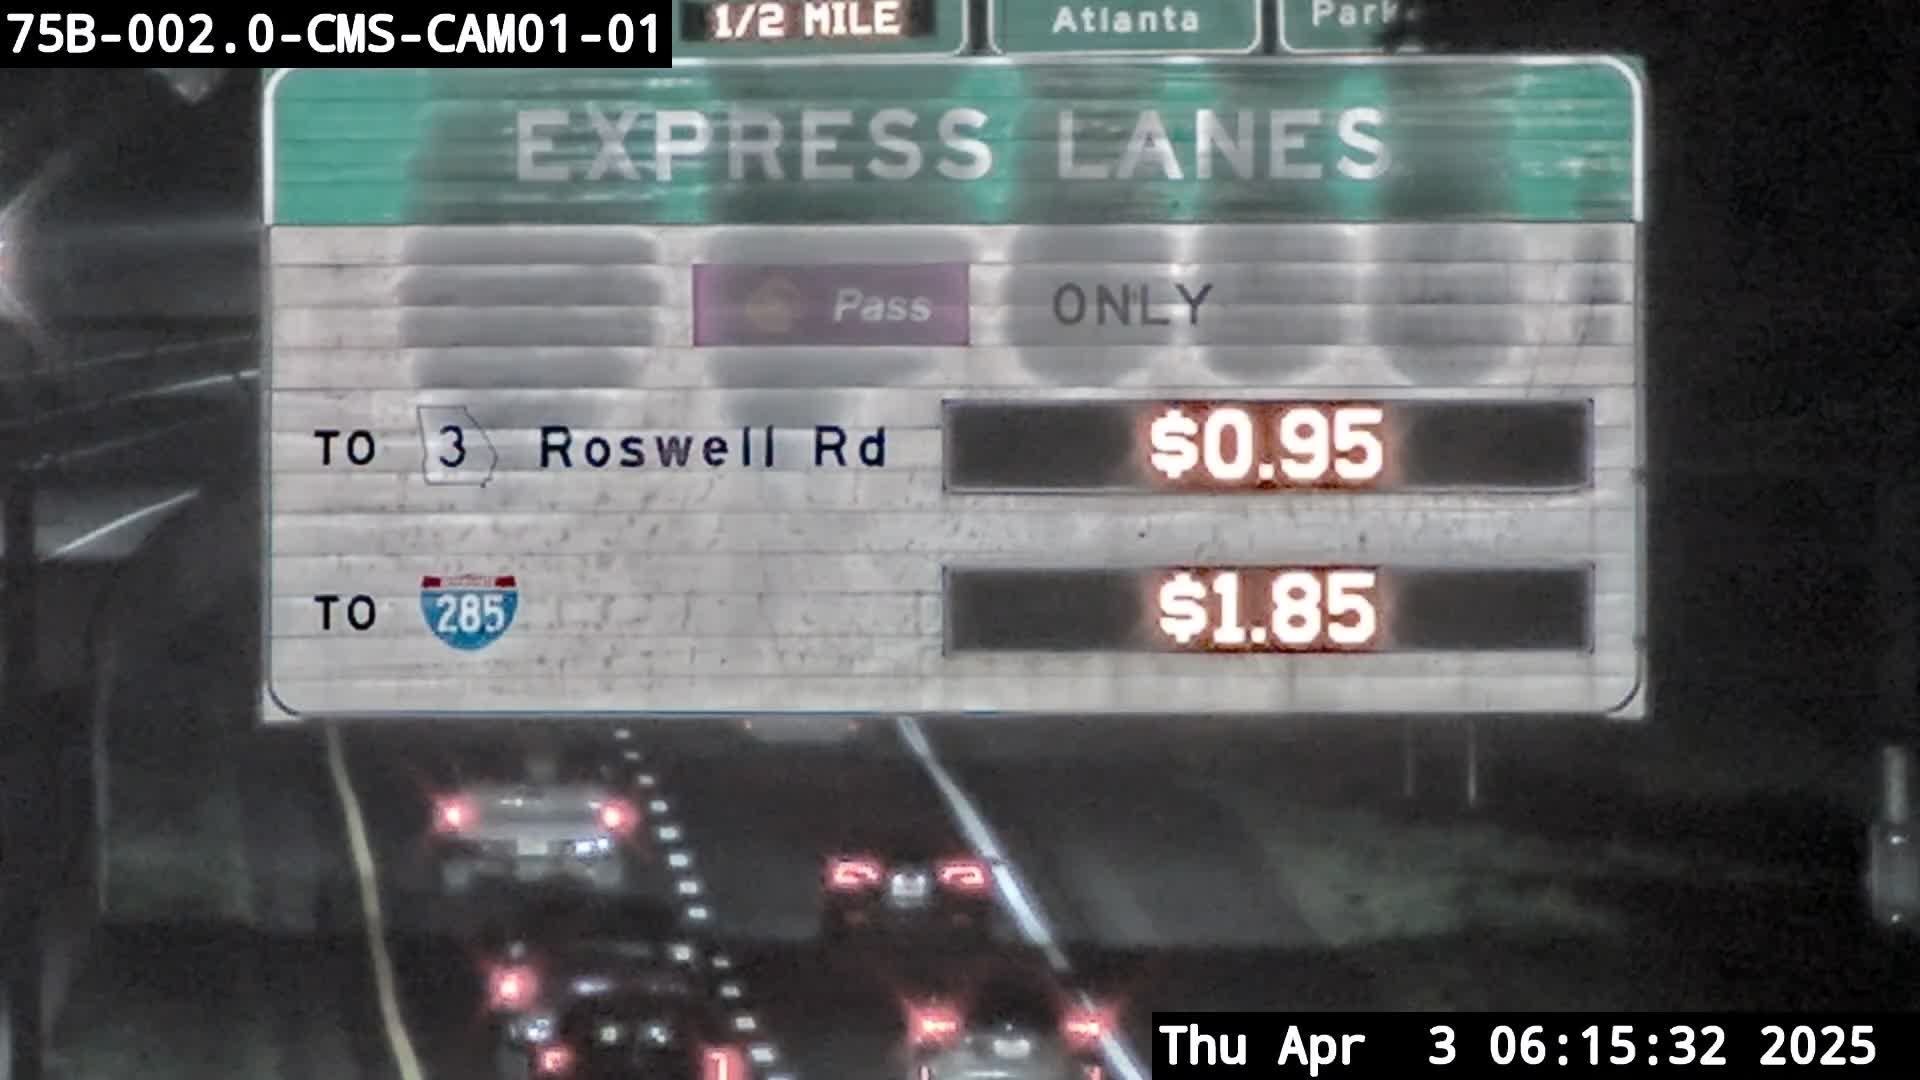 75B-002.0-CMS-CAM01-01
1/2 MILE
Atlanta
Park
EXPRESS LANES
Pass ONLY
TO 3 Roswell Rd $0.95
TO 285 $1.85
Thu Apr 3 06:15:32 2025